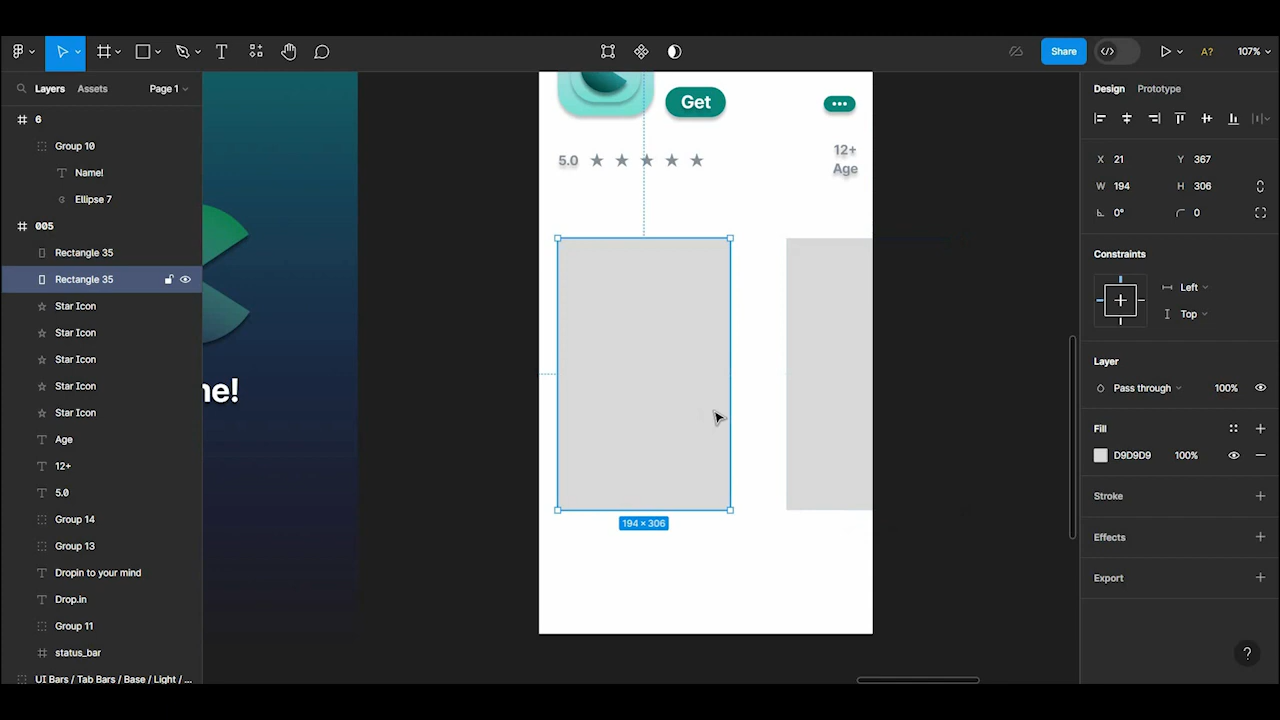 T
Share
A?
107%
Layers
Assets
Page 1
6
Group 10
T Name!
Ellipse 7
005
Rectangle 35
Rectangle 35
Star Icon
Star Icon
Star Icon
Star Icon
Star Icon
T Age
T 12+
T 5.0
Group 14
Group 13
T Dropin to your mind
T Drop.in
Group 11
status_bar
UI Bars / Tab Bars / Base / Light / ...
ne!
Get
5.0
12+
Age
194 × 306
Design
Prototype
X 21
Y 367
W 194
H 306
0°
0
Constraints
Left
Top
Layer
Pass through
100%
Fill
D9D9D9
100%
Stroke
Effects
Export
?